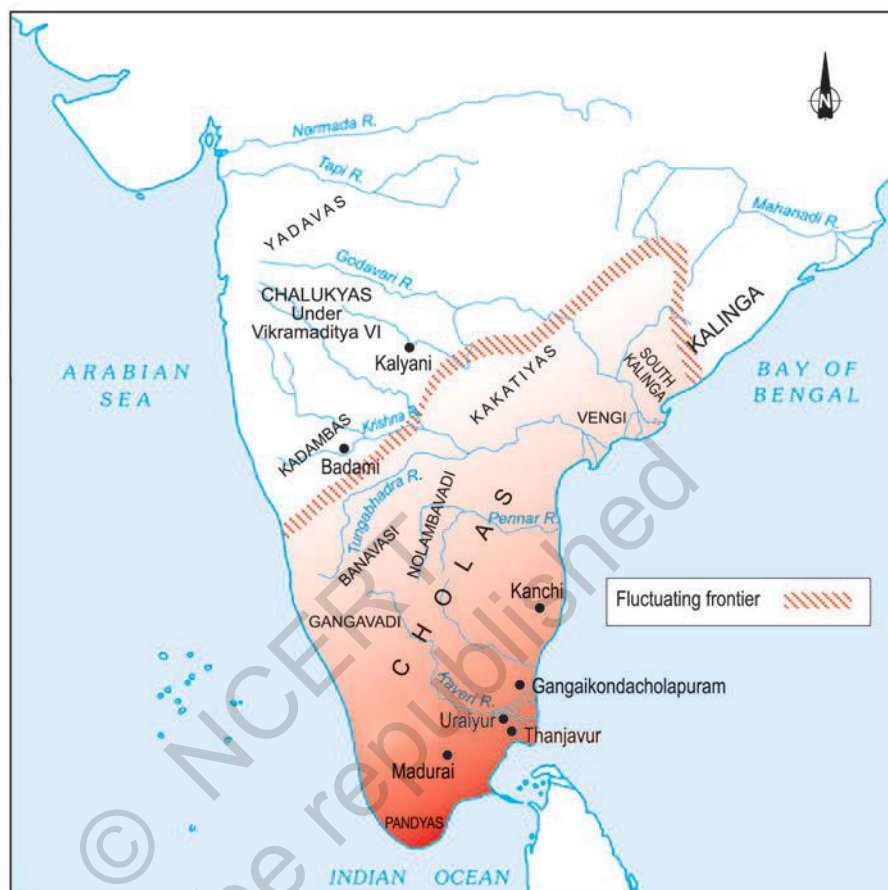 N
Narmada R.
Tapi R.
Mahanadi R.
YADAVAS
Godavari R.
CHALUKYAS
Under
Vikramaditya VI
KALINGA
Kalyani
SOUTH
KALINGA
ARABIAN
SEA
BAY OF
BENGAL
KAKATIYAS
VENGI
Krishna R.
KADAMBAS
Badami
Tungabhadra R.
NOLAMBAVADI
Pennar R.
BANAVASI
CHOLAS
Kanchi
Fluctuating frontier
GANGAVADI
Gangaikondacholapuram
Kaveri R.
Uraiyur
Thanjavur
Madurai
PANDYAS
INDIAN OCEAN
© NCERT
be republished